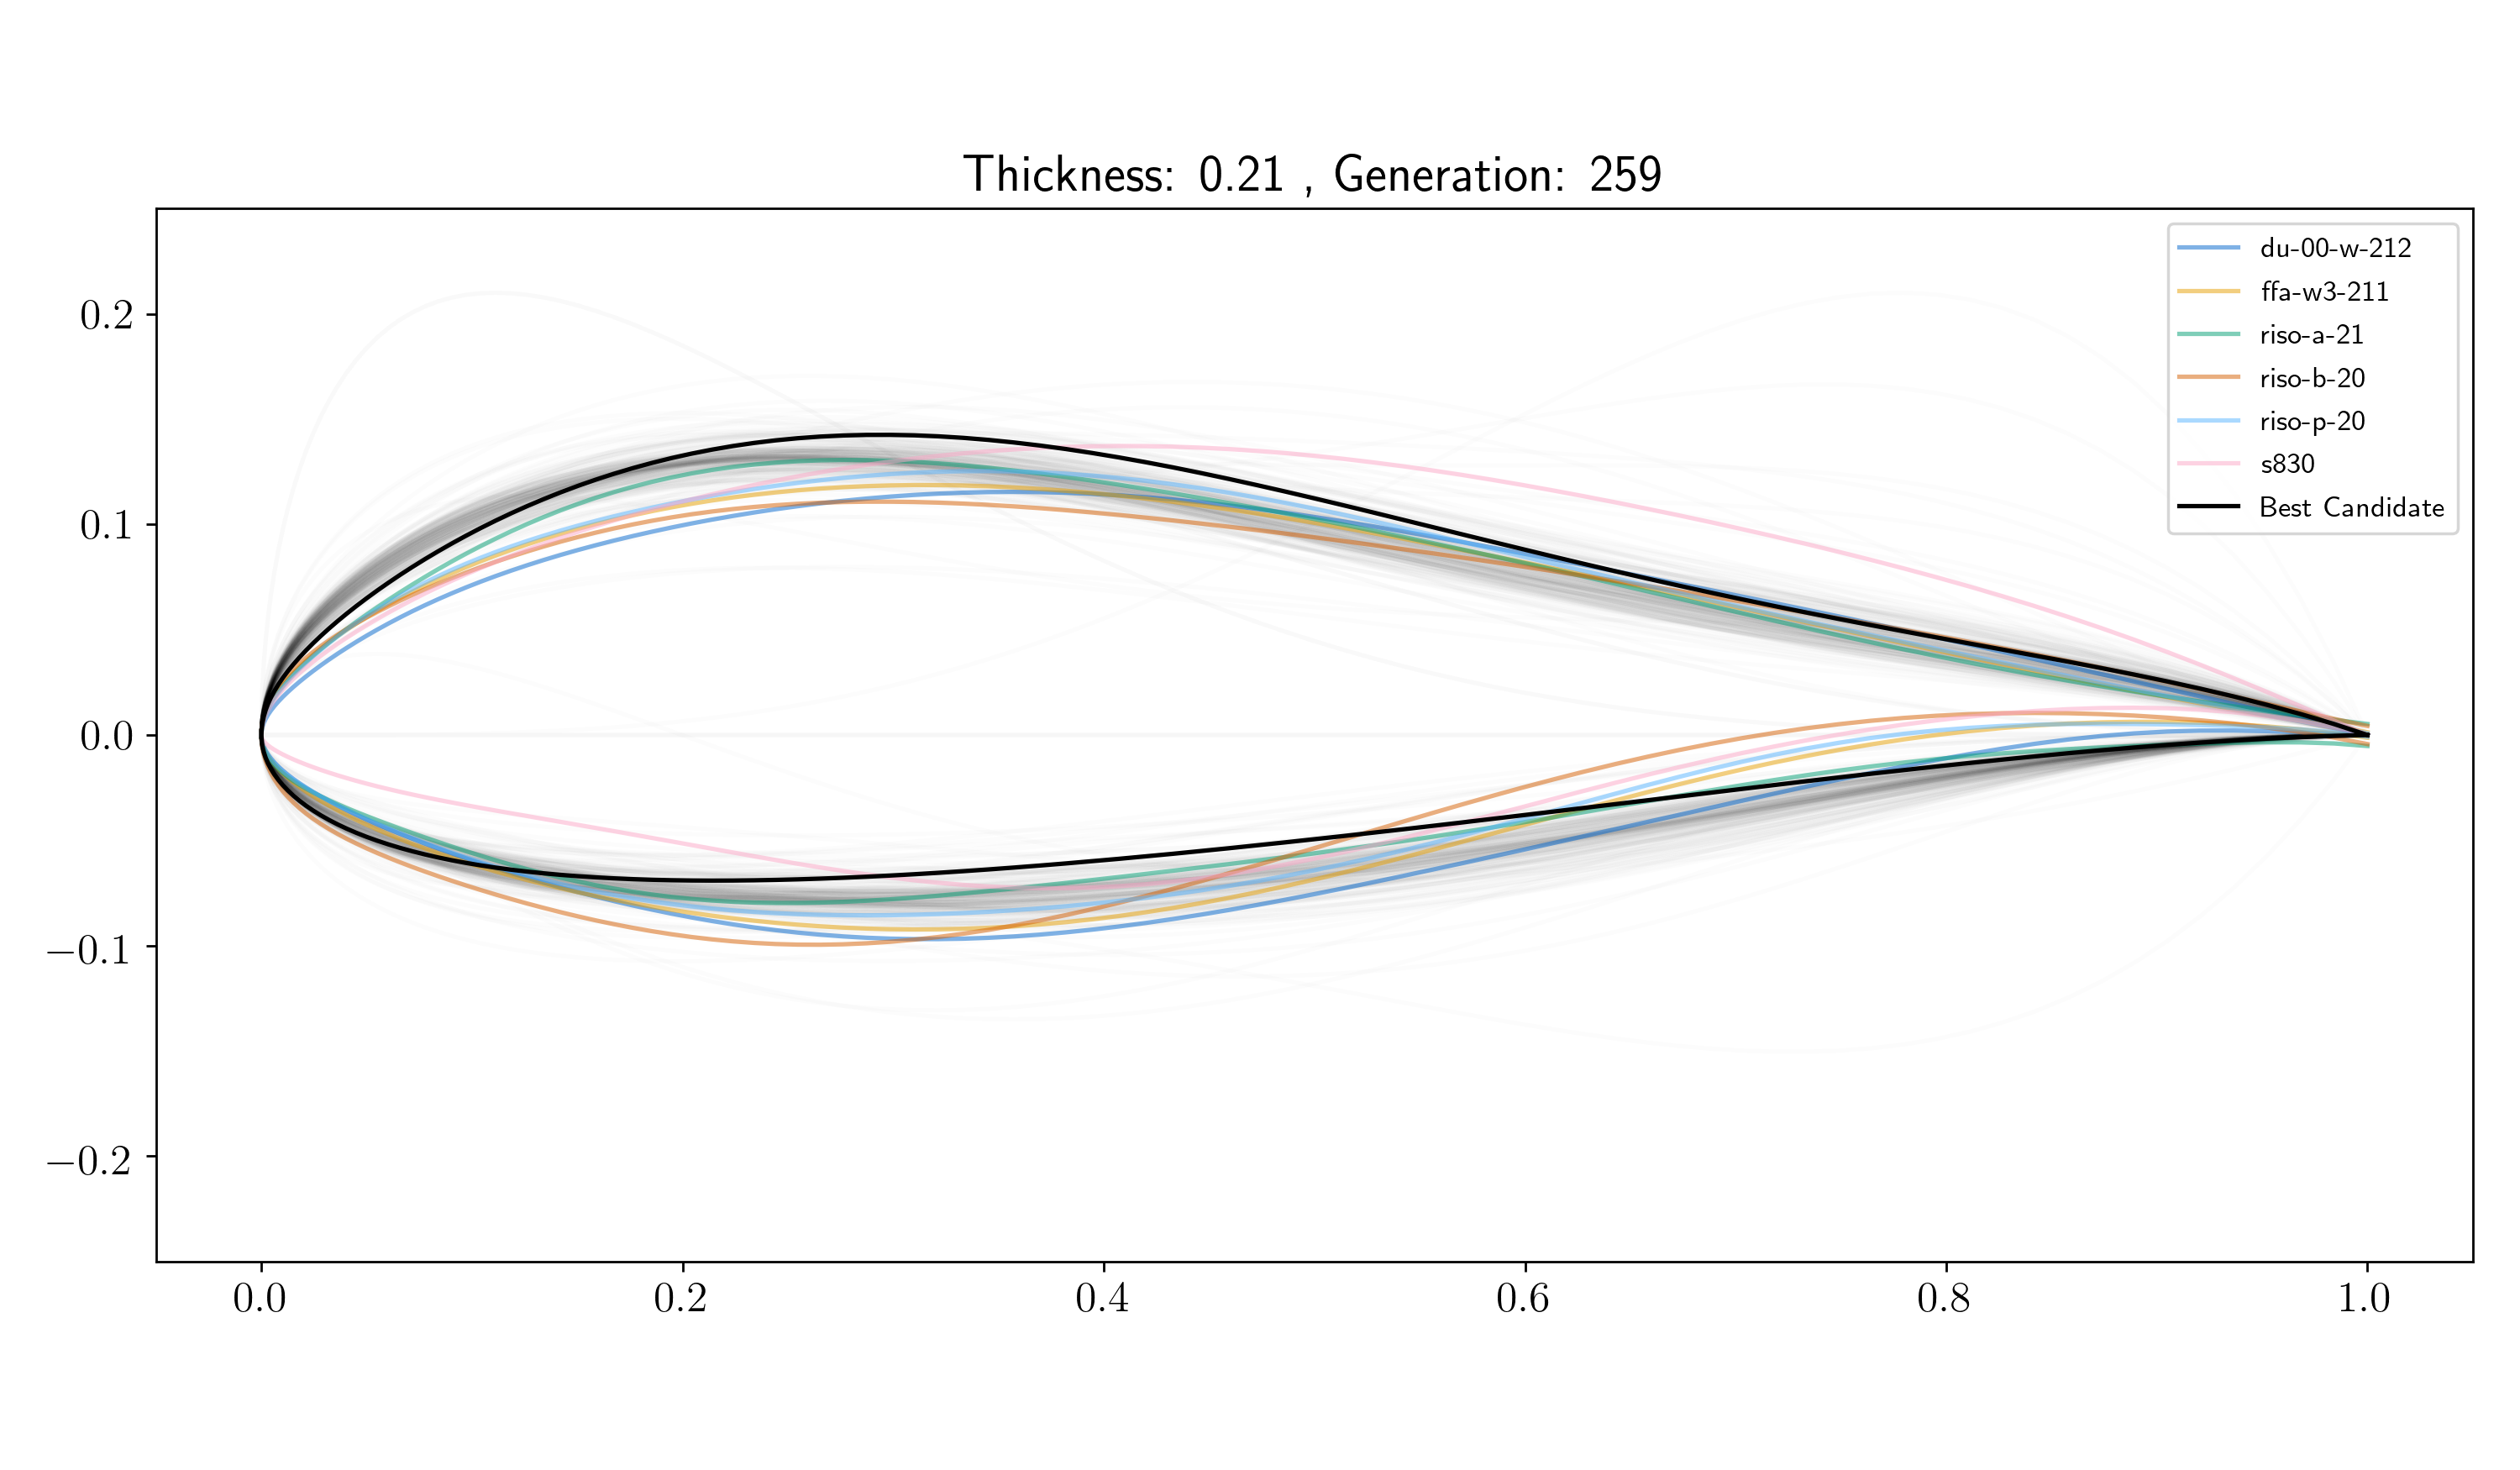 Thickness: 0.21 , Generation: 259
du-00-w-212
ffa-w3-211
riso-a-21
riso-b-20
riso-p-20
s830
Best Candidate
0.2
0.1
0.0
−0.1
−0.2
0.0 0.2 0.4 0.6 0.8 1.0